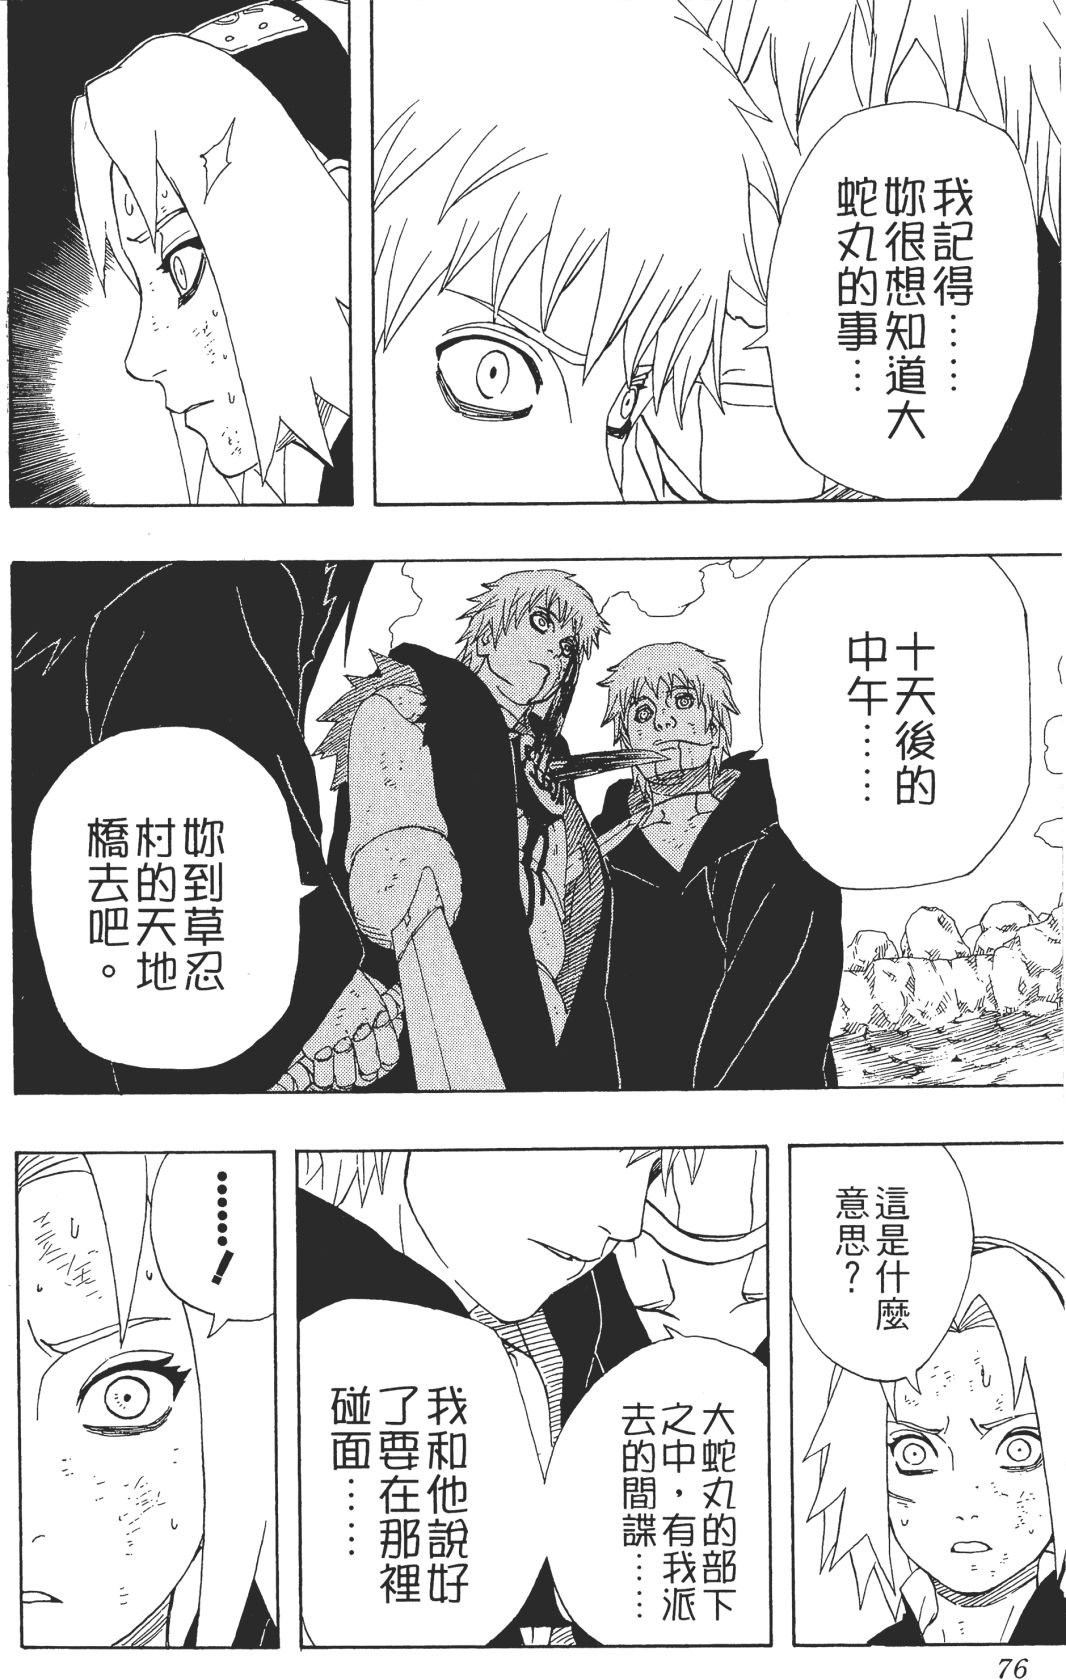 我記得……
妳很想知道大
蛇丸的事…
十天後的
中午……
妳到草忍
村的天地
橋去吧。
這是什麼
意思？
大蛇丸的部下
之中，有我派
去的間諜……
我和他說好
了要在那裡
碰面……
……！
76